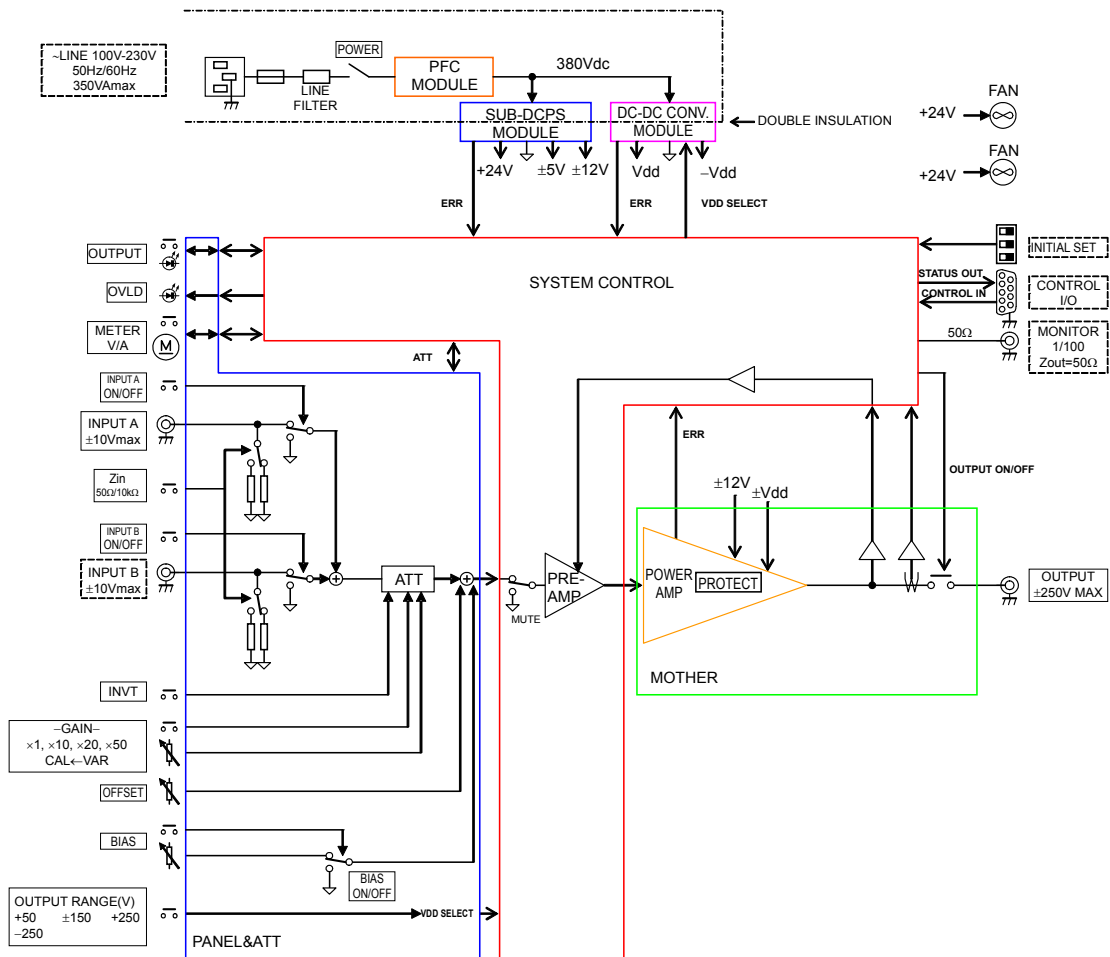 ~LINE 100V-230V
50Hz/60Hz
350VAmax
LINE
FILTER
POWER
PFC
MODULE
380Vdc
SUB-DCPS
MODULE
DC-DC CONV.
MODULE
DOUBLE INSULATION
FAN
+24V
FAN
+24V
+24V
±5V
±12V
Vdd
−Vdd
ERR
ERR
VDD SELECT
OUTPUT
OVLD
METER
V/A
M
SYSTEM CONTROL
INITIAL SET
STATUS OUT
CONTROL IN
CONTROL
I/O
50Ω
MONITOR
1/100
Zout=50Ω
ATT
INPUT A
ON/OFF
INPUT A
±10Vmax
Zin
50Ω/10kΩ
INPUT B
ON/OFF
INPUT B
±10Vmax
ATT
MUTE
PRE-
AMP
ERR
±12V
±Vdd
OUTPUT ON/OFF
POWER
AMP
PROTECT
MOTHER
OUTPUT
±250V MAX
INVT
−GAIN−
×1, ×10, ×20, ×50
CAL←VAR
OFFSET
BIAS
BIAS
ON/OFF
OUTPUT RANGE(V)
+50 ±150 +250
−250
VDD SELECT
PANEL&ATT